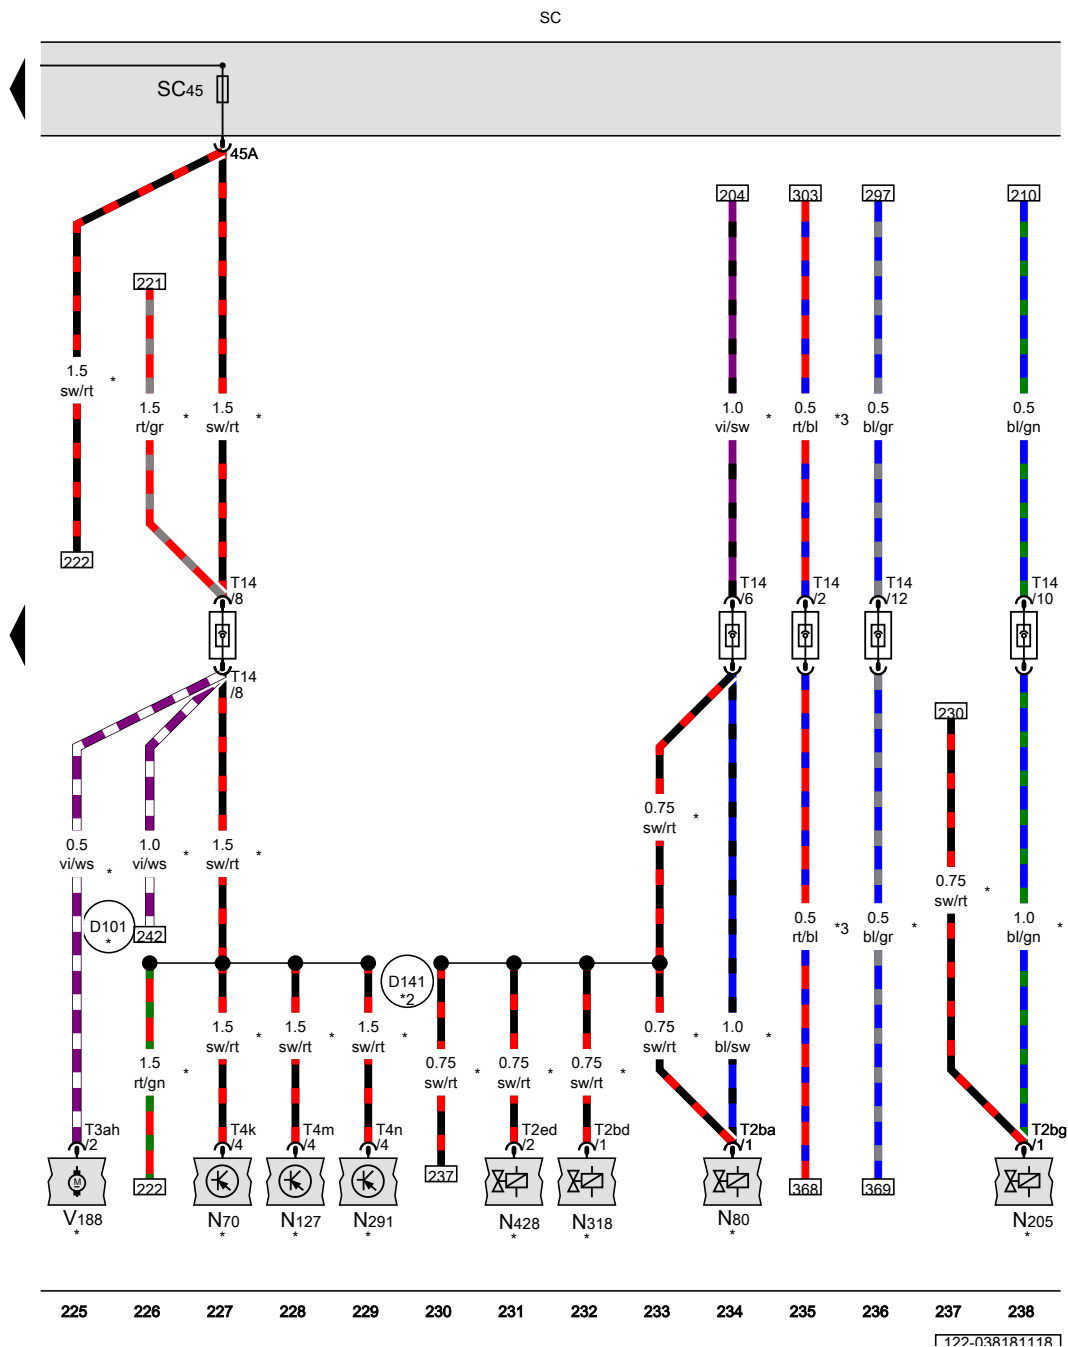 SC
SC45
45A
204
303
297
210
221
1.5
sw/rt
*
1.5
rt/gr
*
1.5
sw/rt
*
1.0
vi/sw
*
0.5
rt/bl
*3
0.5
bl/gr
0.5
bl/gn
222
T14
/8
T14
/6
T14
/2
T14
/12
T14
/10
T14
/8
230
0.75
sw/rt
*
0.5
vi/ws
*
1.0
vi/ws
*
1.5
sw/rt
*
0.75
sw/rt
*
D101
*
242
0.5
rt/bl
*3
0.5
bl/gr
*
1.0
bl/gn
*
D141
*2
1.5
sw/rt
*
1.5
sw/rt
*
1.5
sw/rt
*
0.75
sw/rt
*
1.0
bl/sw
*
1.5
rt/gn
*
0.75
sw/rt
*
0.75
sw/rt
*
0.75
sw/rt
*
T3ah
/2
T4k
/4
T4m
/4
T4n
/4
T2ed
/2
T2bd
/1
T2ba
/1
T2bg
/1
222
237
368
369
V188
*
N70
*
N127
*
N291
*
N428
*
N318
*
N80
*
N205
*
225 226 227 228 229 230 231 232 233 234 235 236 237 238
122-038181118
M